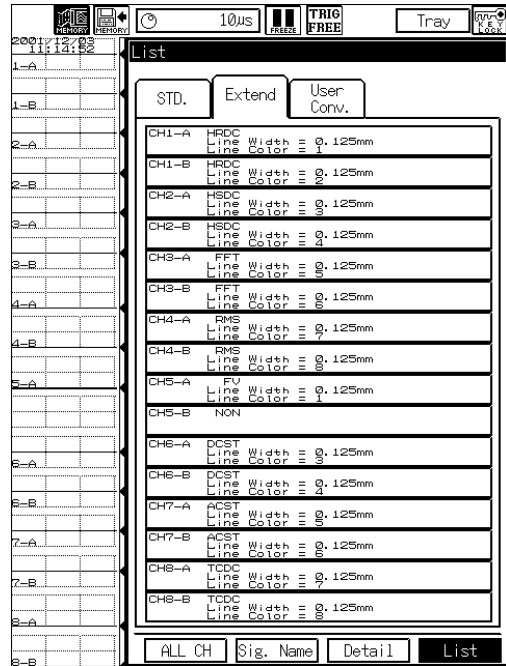 MEMORY
MEMORY
10µs
FREEZE
TRIG
FREE
Tray
KEY
LOCK
2001/12/03
11:14:52
List
1-A
1-B
2-A
2-B
3-A
3-B
4-A
4-B
5-A
6-A
6-B
7-A
7-B
8-A
8-B
STD.
Extend
User
Conv.
CH1-A HRDC
Line Width = 0.125mm
Line Color = 1
CH1-B HRDC
Line Width = 0.125mm
Line Color = 2
CH2-A HSDC
Line Width = 0.125mm
Line Color = 3
CH2-B HSDC
Line Width = 0.125mm
Line Color = 4
CH3-A FFT
Line Width = 0.125mm
Line Color = 5
CH3-B FFT
Line Width = 0.125mm
Line Color = 6
CH4-A RMS
Line Width = 0.125mm
Line Color = 7
CH4-B RMS
Line Width = 0.125mm
Line Color = 8
CH5-A FV
Line Width = 0.125mm
Line Color = 1
CH5-B NON
CH6-A DCST
Line Width = 0.125mm
Line Color = 3
CH6-B DCST
Line Width = 0.125mm
Line Color = 4
CH7-A ACST
Line Width = 0.125mm
Line Color = 5
CH7-B ACST
Line Width = 0.125mm
Line Color = 6
CH8-A TCDC
Line Width = 0.125mm
Line Color = 7
CH8-B TCDC
Line Width = 0.125mm
Line Color = 8
ALL CH
Sig. Name
Detail
List